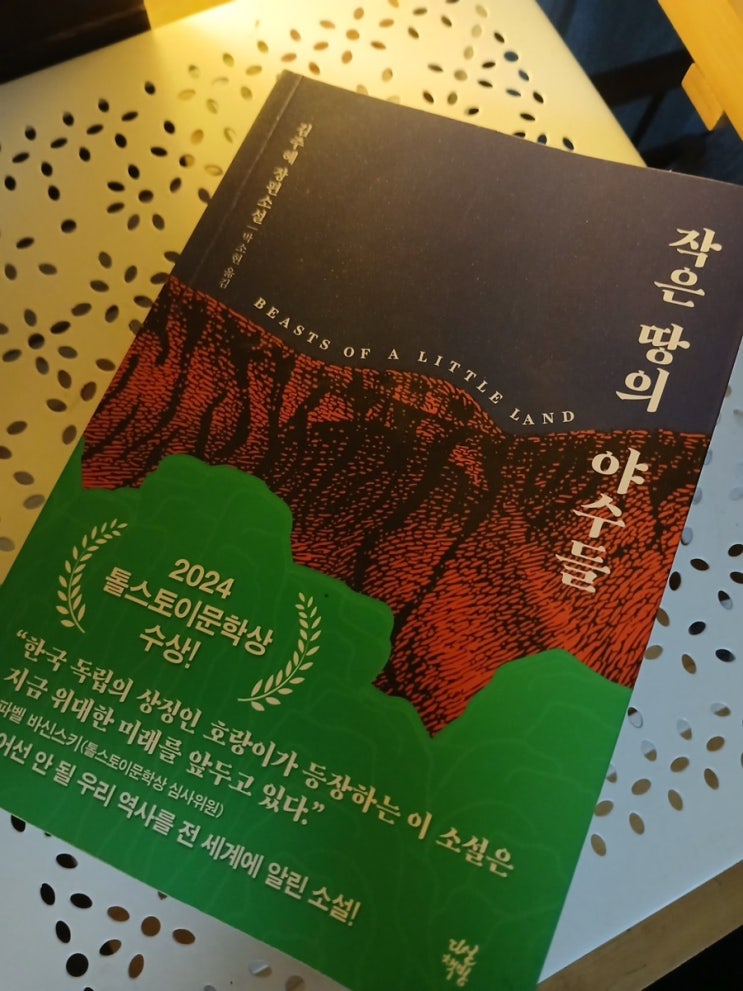 김주혜 장편소설 | 박소현 옮김
BEASTS OF A LITTLE LAND
작은 땅의
야수들
2024
톨스토이문학상
수상!
“한국 독립의 상징인 호랑이가 등장하는 이 소설은
지금 위대한 미래를 앞두고 있다.”
파벨 바신스키(톨스토이문학상 심사위원)
안 될 우리 역사를 전 세계에 알린 소설!
다산
책방